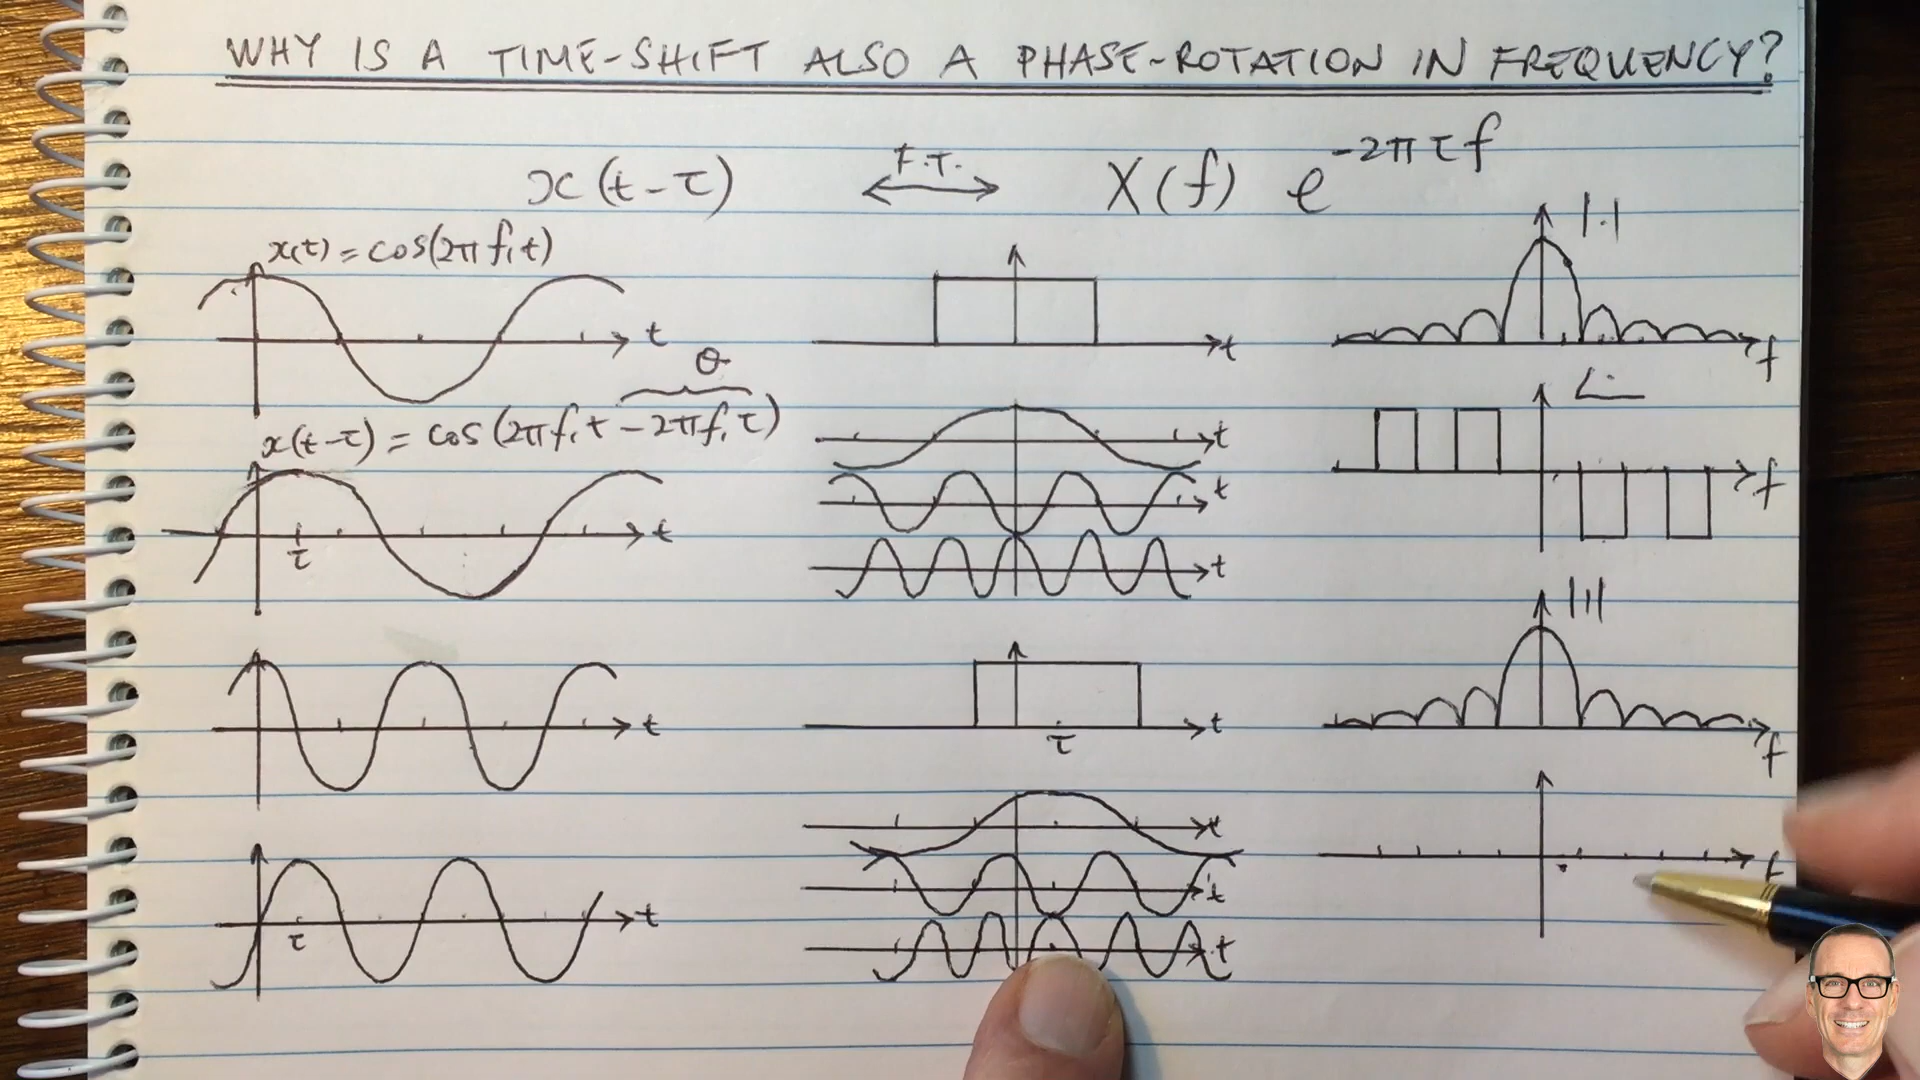 WHY IS A TIME-SHIFT ALSO A PHASE-ROTATION IN FREQUENCY?
x(t-τ) F.T. X(f) e^{-2πτf}
x(t) = cos(2πf₁t)
|·|
t
t
f
θ
∠·
x(t-τ) = cos(2πf₁t - 2πf₁τ)
t
f
t
τ
t
t
|·|
t
τ
t
f
t
f
t
τ
t
t